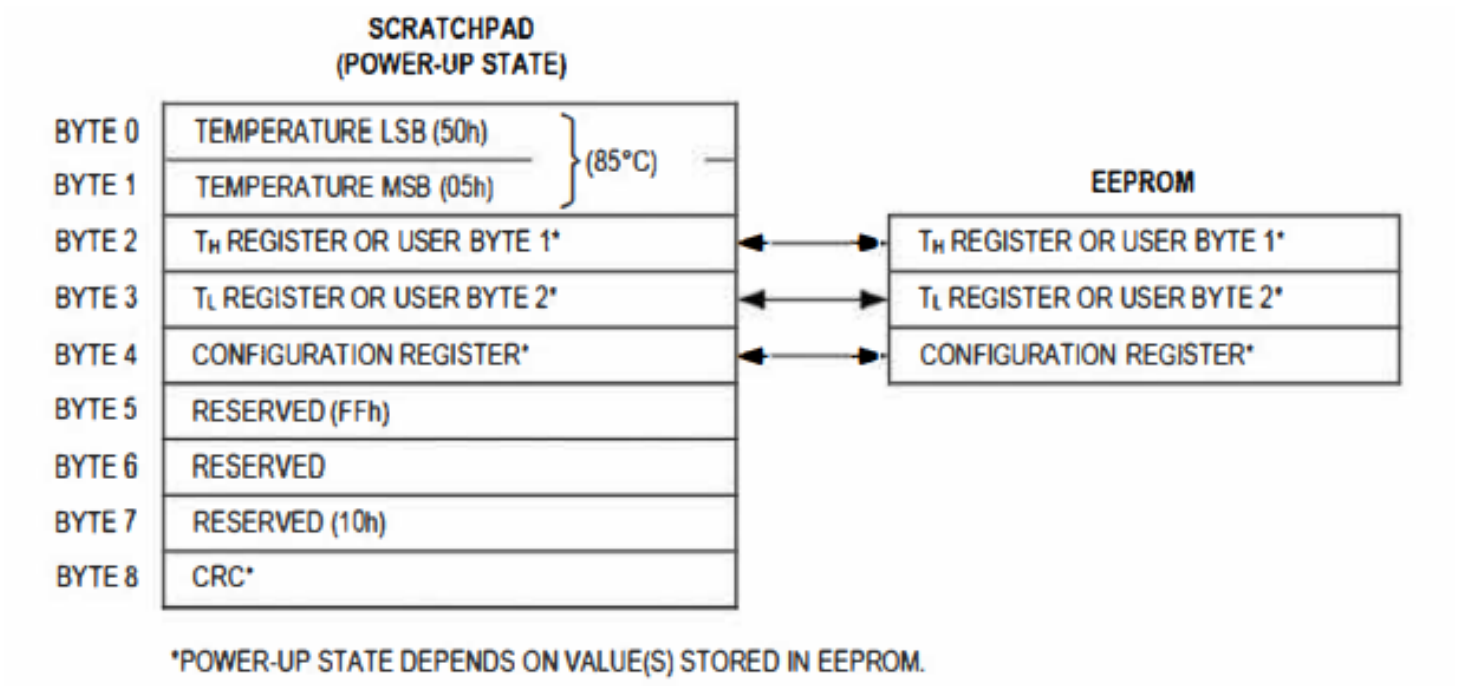 SCRATCHPAD
(POWER-UP STATE)
BYTE 0 TEMPERATURE LSB (50h)
(85°C)
BYTE 1 TEMPERATURE MSB (05h)
EEPROM
BYTE 2 TH REGISTER OR USER BYTE 1* TH REGISTER OR USER BYTE 1*
BYTE 3 TL REGISTER OR USER BYTE 2* TL REGISTER OR USER BYTE 2*
BYTE 4 CONFIGURATION REGISTER* CONFIGURATION REGISTER*
BYTE 5 RESERVED (FFh)
BYTE 6 RESERVED
BYTE 7 RESERVED (10h)
BYTE 8 CRC*
*POWER-UP STATE DEPENDS ON VALUE(S) STORED IN EEPROM.